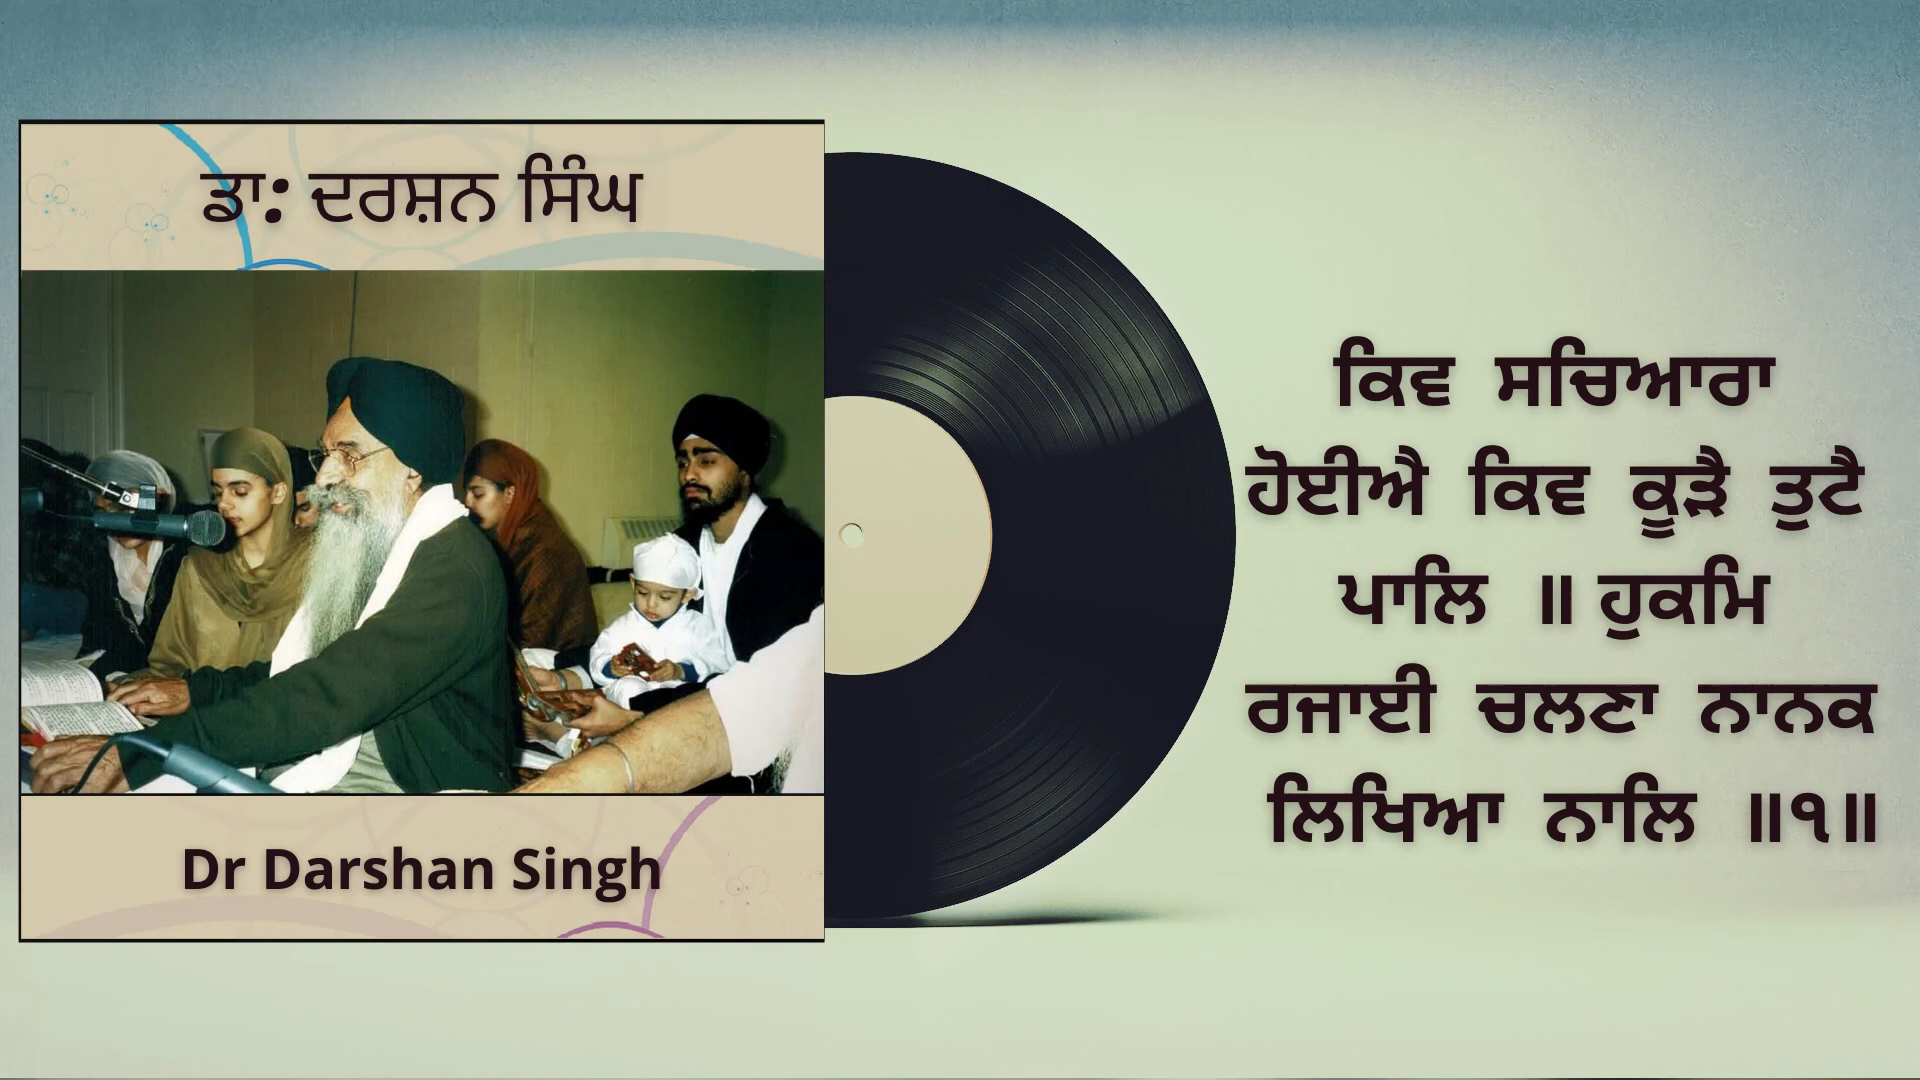 ਡਾ: ਦਰਸ਼ਨ ਸਿੰਘ
Dr Darshan Singh
ਕਿਵ ਸਚਿਆਰਾ
ਹੋਈਐ ਕਿਵ ਕੂੜੈ ਤੁਟੈ
ਪਾਲਿ ॥ ਹੁਕਮਿ
ਰਜਾਈ ਚਲਣਾ ਨਾਨਕ
ਲਿਖਿਆ ਨਾਲਿ ॥੧॥